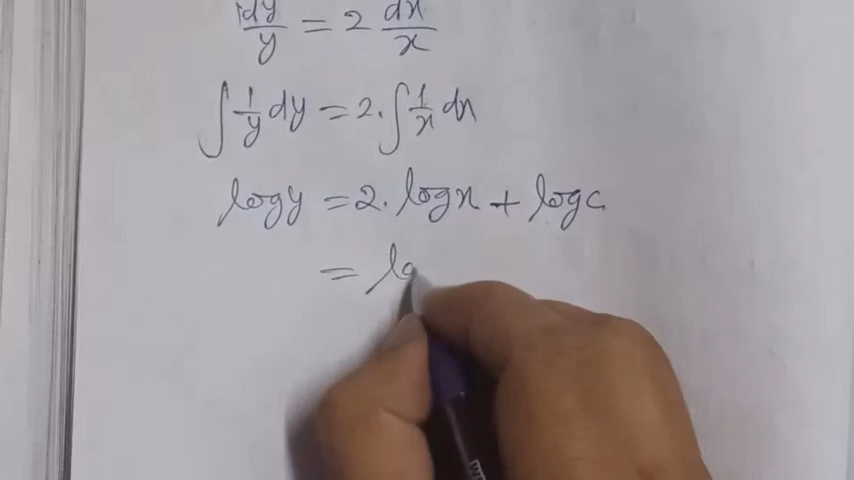 dy/y = 2 dx/x
∫ 1/y dy = 2. ∫ 1/x dx
log y = 2. log x + log c
= lo